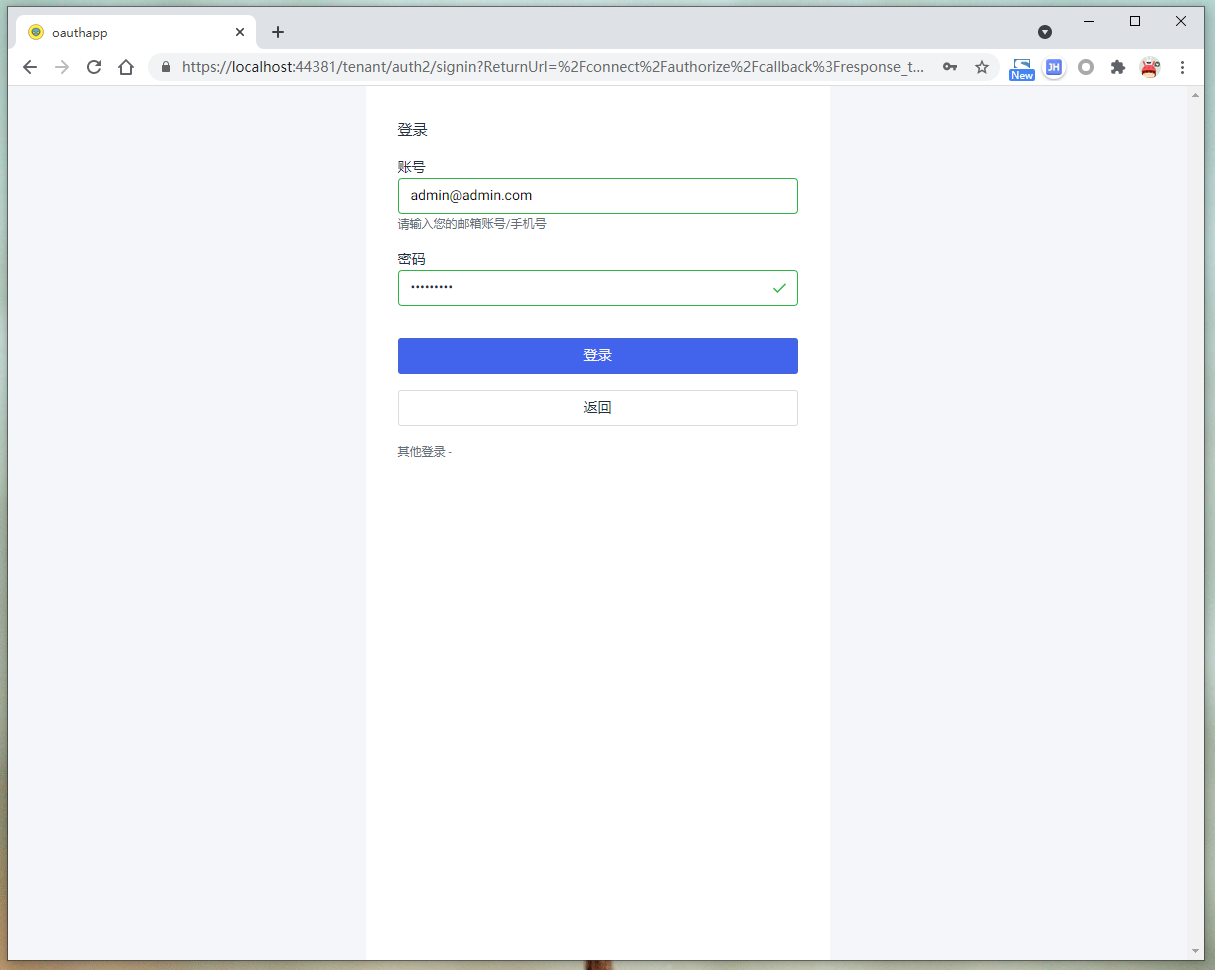 oauthapp
https://localhost:44381/tenant/auth2/signin?ReturnUrl=%2Fconnect%2Fauthorize%2Fcallback%3Fresponse_t...
New
JH
登录
账号
admin@admin.com
请输入您的邮箱账号/手机号
密码
•••••••••
登录
返回
其他登录 -